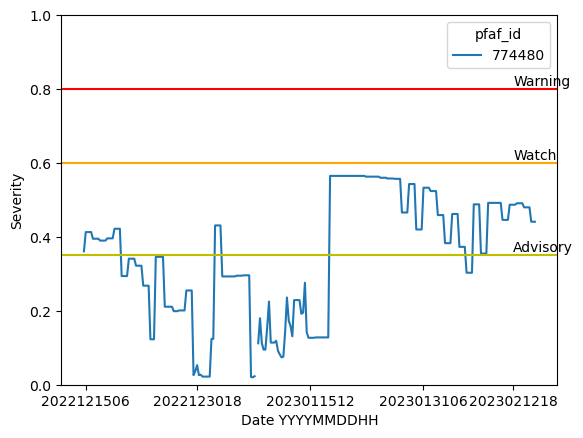 1.0
0.8
0.6
0.4
0.2
0.0
Severity
pfaf_id
774480
Warning
Watch
Advisory
2022121506
2022123018
2023011512
2023013106
2023021218
Date YYYYMMDDHH